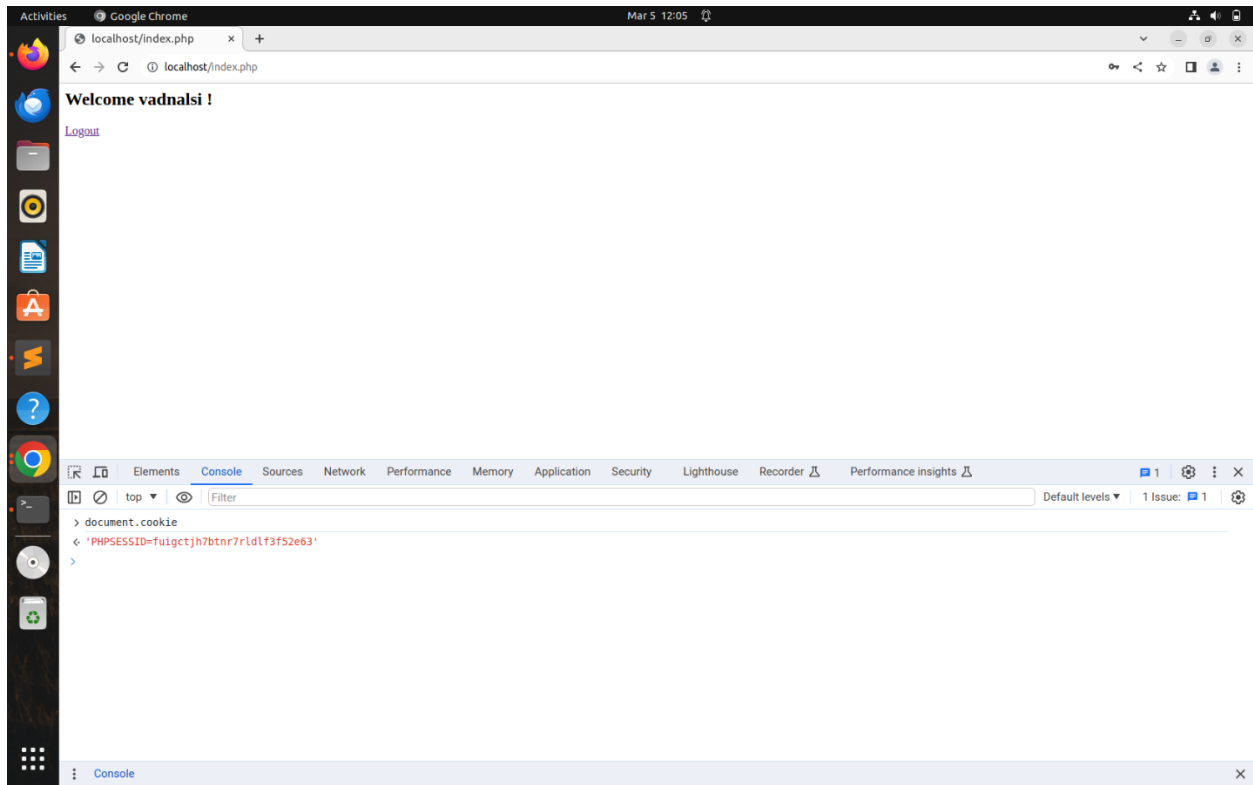 Activities Google Chrome Mar 5 12:05
localhost/index.php × +
localhost/index.php
Welcome vadnalsi !
Logout
Elements Console Sources Network Performance Memory Application Security Lighthouse Recorder Performance insights 1
top Filter Default levels 1 Issue: 1
> document.cookie
'PHPSESSID=fuigctjh7btnr7rldlf3f52e63'
>
Console